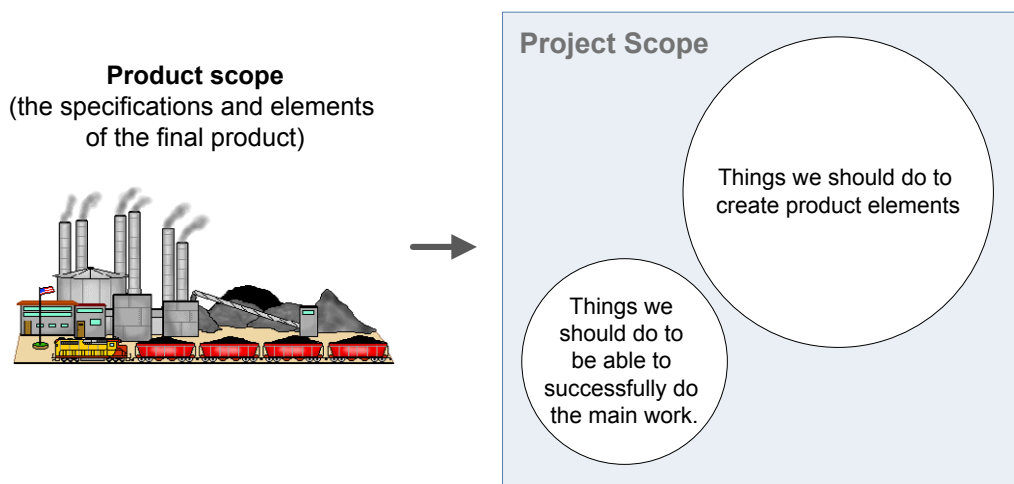 Product scope
(the specifications and elements
of the final product)
Project Scope
Things we should do to
create product elements
Things we
should do to
be able to
successfully do
the main work.